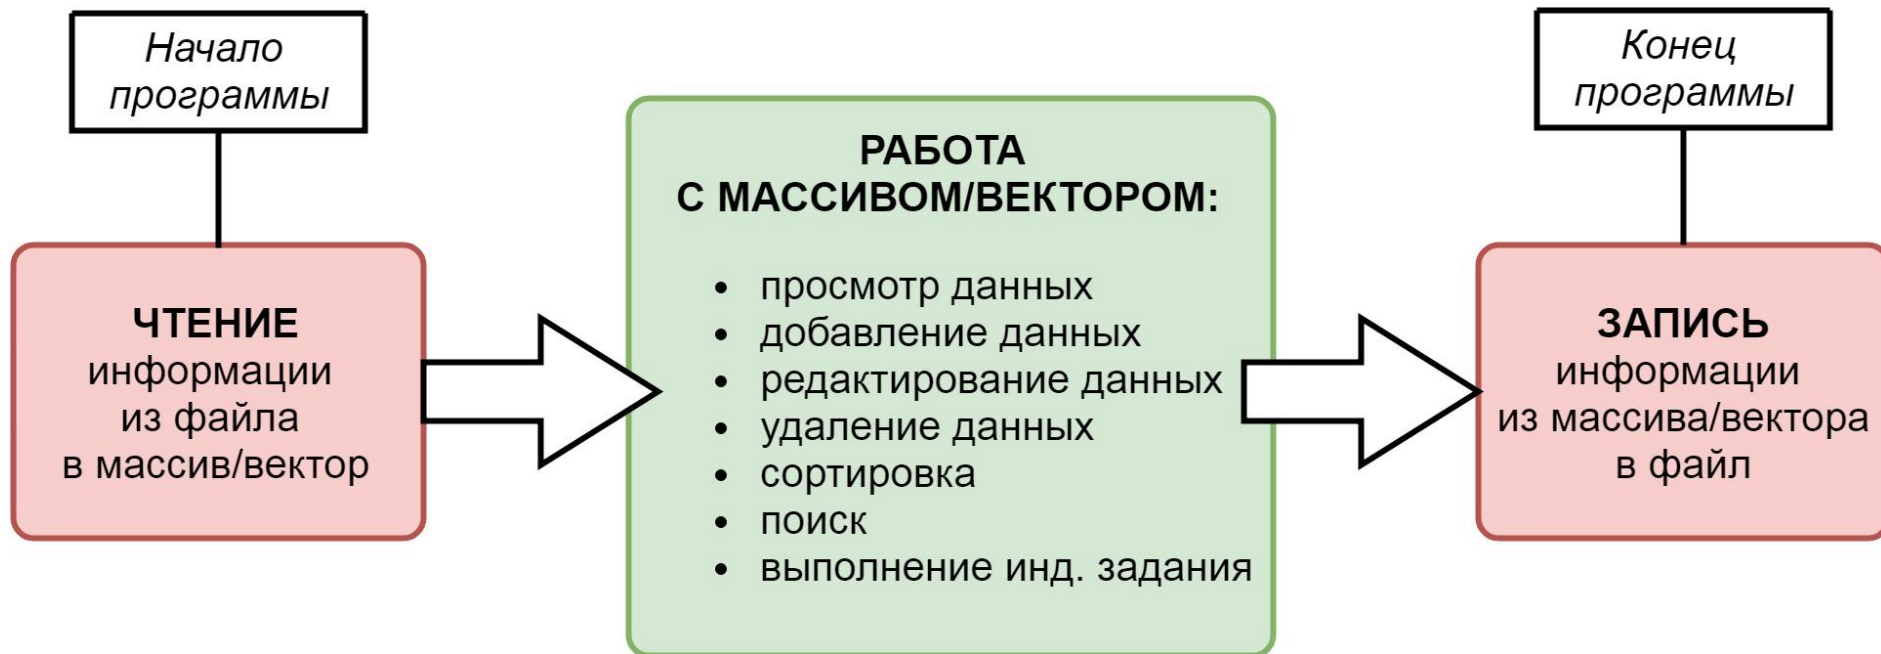 Начало
программы
ЧТЕНИЕ
информации
из файла
в массив/вектор
РАБОТА
С МАССИВОМ/ВЕКТОРОМ:
• просмотр данных
• добавление данных
• редактирование данных
• удаление данных
• сортировка
• поиск
• выполнение инд. задания
Конец
программы
ЗАПИСЬ
информации
из массива/вектора
в файл